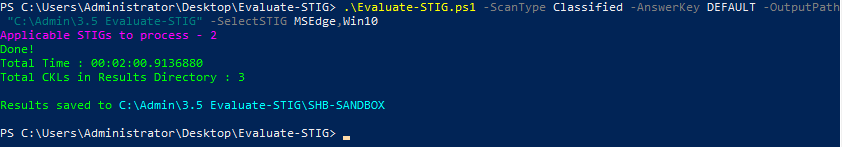 PS C:\Users\Administrator\Desktop\Evaluate-STIG> .\Evaluate-STIG.ps1 -ScanType Classified -AnswerKey DEFAULT -OutputPath
"C:\Admin\3.5 Evaluate-STIG" -SelectSTIG MSEdge,Win10
Applicable STIGs to process - 2
Done!
Total Time : 00:02:00.9136880
Total CKLs in Results Directory : 3
Results saved to C:\Admin\3.5 Evaluate-STIG\SHB-SANDBOX
PS C:\Users\Administrator\Desktop\Evaluate-STIG> _